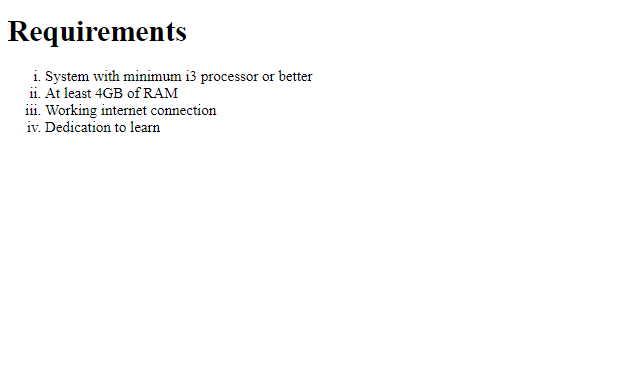 Requirements
i. System with minimum i3 processor or better
ii. At least 4GB of RAM
iii. Working internet connection
iv. Dedication to learn